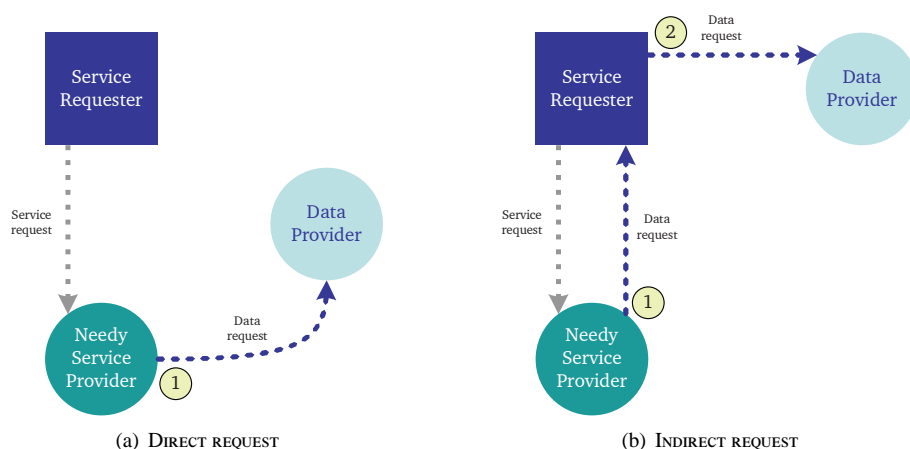 Service
Requester
Service
request
Data
Provider
Data
request
Needy
Service
Provider
1
(a) DIRECT REQUEST
2
Data
request
Service
Requester
Data
Provider
Service
request
Data
request
1
Needy
Service
Provider
(b) INDIRECT REQUEST